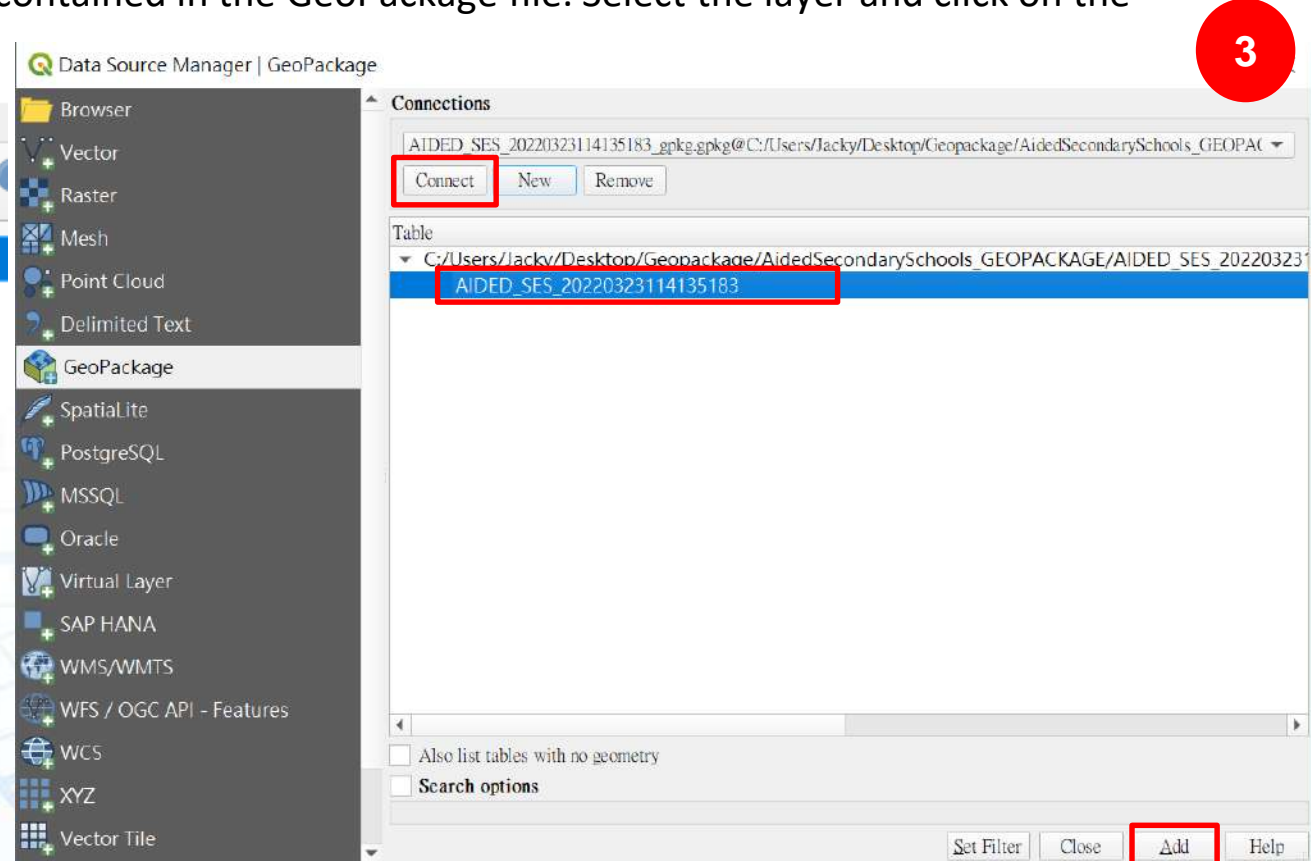 contained in the GeoPackage file. Select the layer and click on the
3
Data Source Manager | GeoPackage
Browser
Vector
Raster
Mesh
Point Cloud
Delimited Text
GeoPackage
SpatiaLite
PostgreSQL
MSSQL
Oracle
Virtual Layer
SAP HANA
WMS/WMTS
WFS / OGC API - Features
WCS
XYZ
Vector Tile
Connections
AIDED_SES_20220323114135183_gpkg.gpkg@C:/Users/Jacky/Desktop/Geopackage/AidedSecondarySchools_GEOPAC
Connect New Remove
Table
C:/Users/Jacky/Desktop/Geopackage/AidedSecondarySchools_GEOPACKAGE/AIDED_SES_202203231
AIDED_SES_20220323114135183
Also list tables with no geometry
Search options
Set Filter Close Add Help